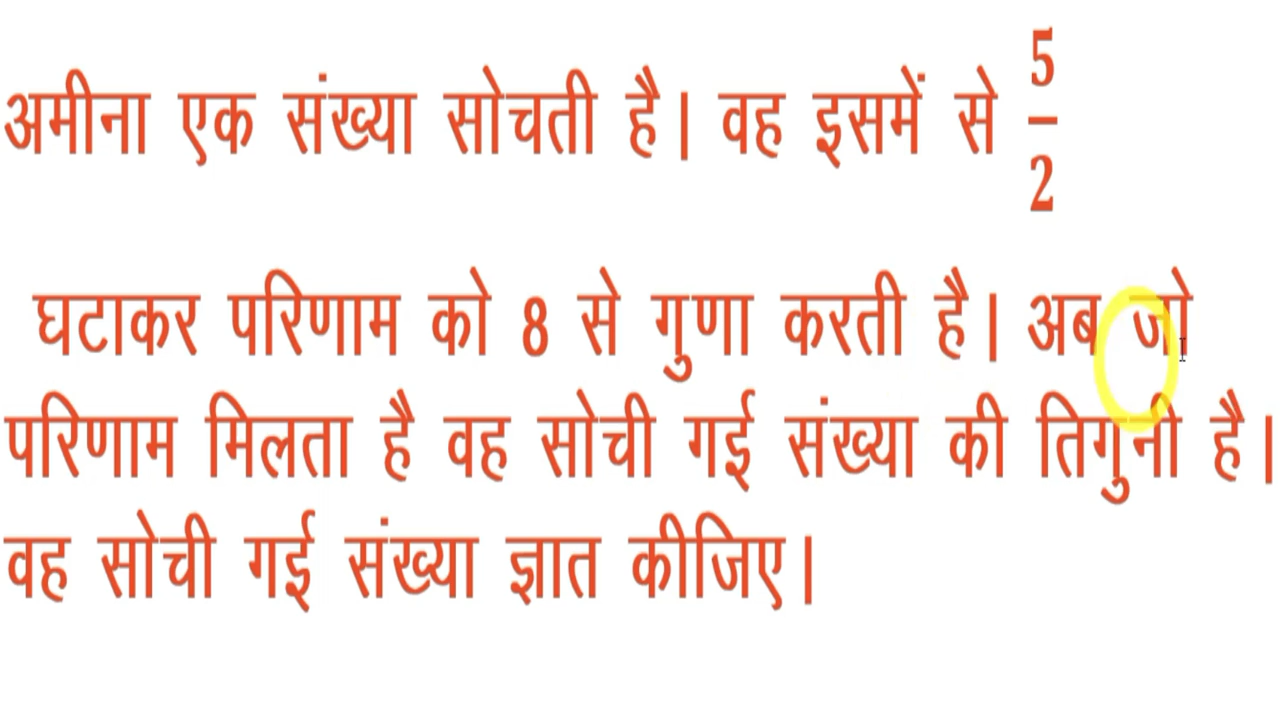 अमीना एक संख्या सोचती है। वह इसमें से 5/2
घटाकर परिणाम को 8 से गुणा करती है। अब जो
परिणाम मिलता है वह सोची गई संख्या की तिगुनी है।
वह सोची गई संख्या ज्ञात कीजिए।